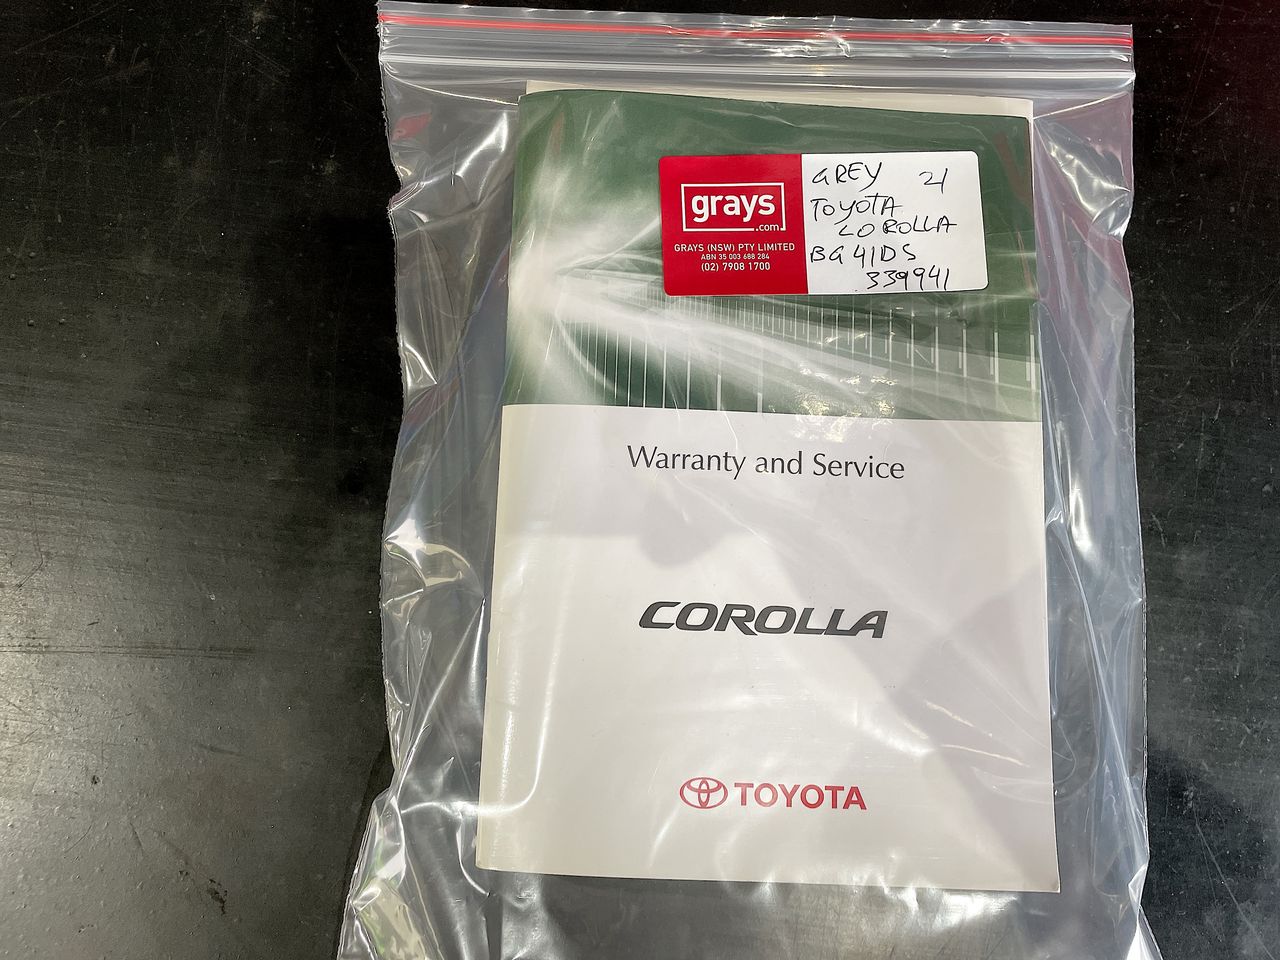 grays
.com
GRAYS (NSW) PTY LIMITED
ABN 35 003 688 284
(02) 7908 1700
GREY 21
TOYOTA
COROLLA
BG41DS
339941
Warranty and Service
COROLLA
TOYOTA